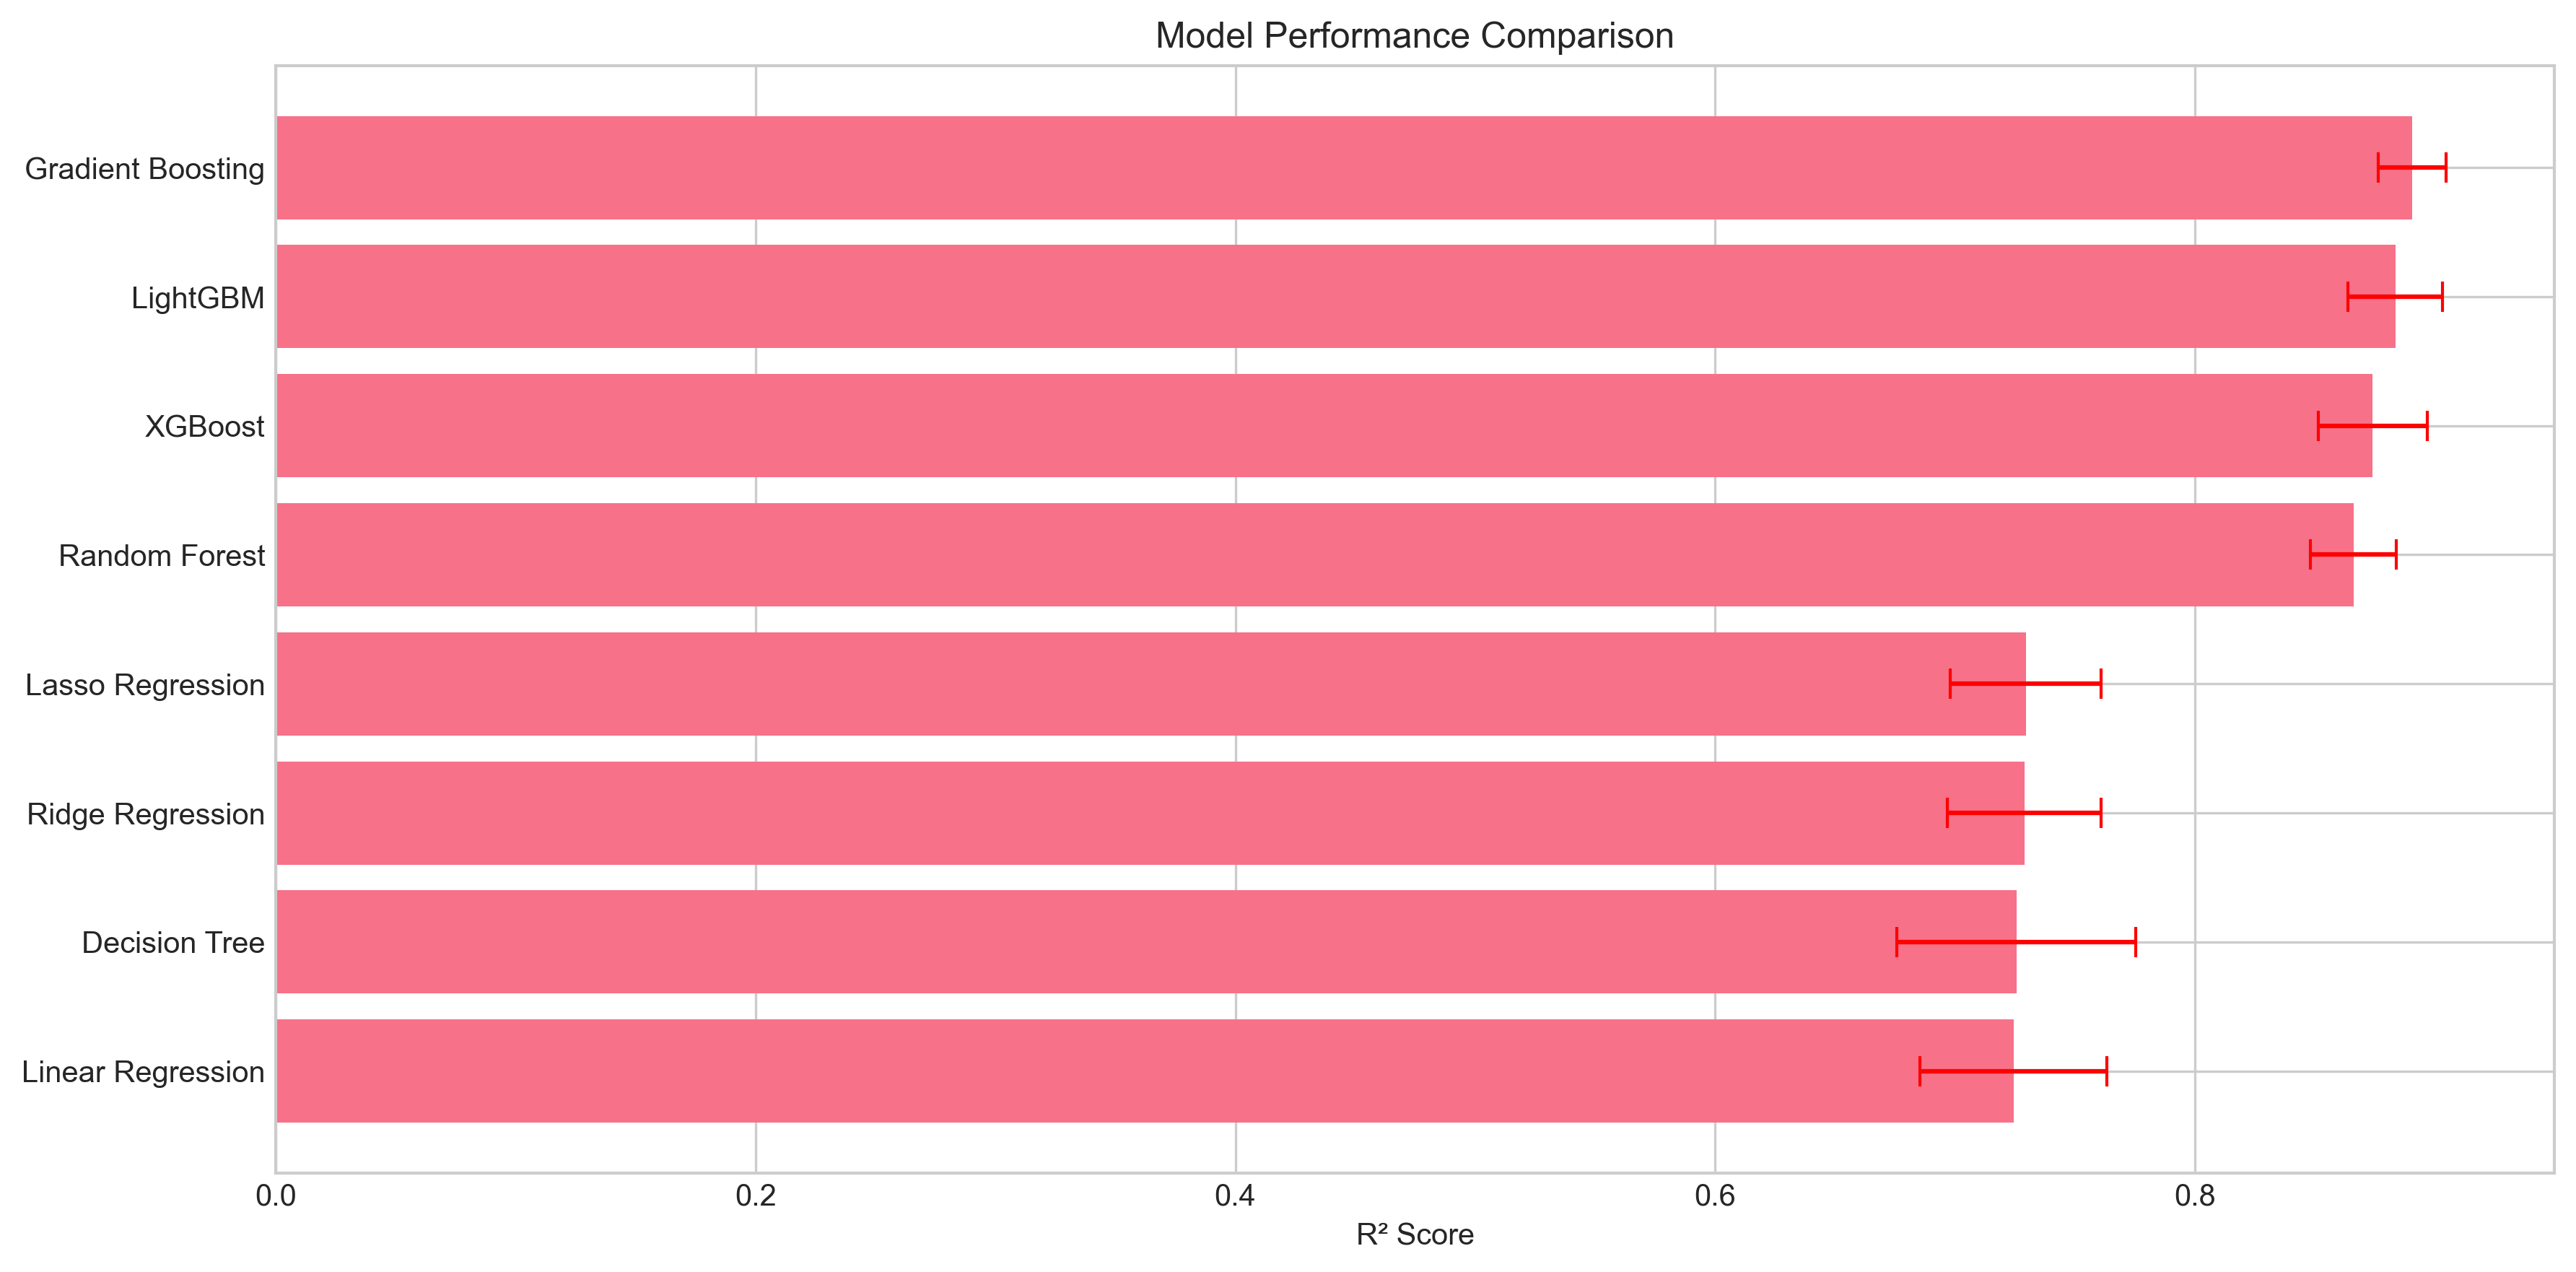 Model Performance Comparison
Gradient Boosting
LightGBM
XGBoost
Random Forest
Lasso Regression
Ridge Regression
Decision Tree
Linear Regression
0.0 0.2 0.4 0.6 0.8
R² Score